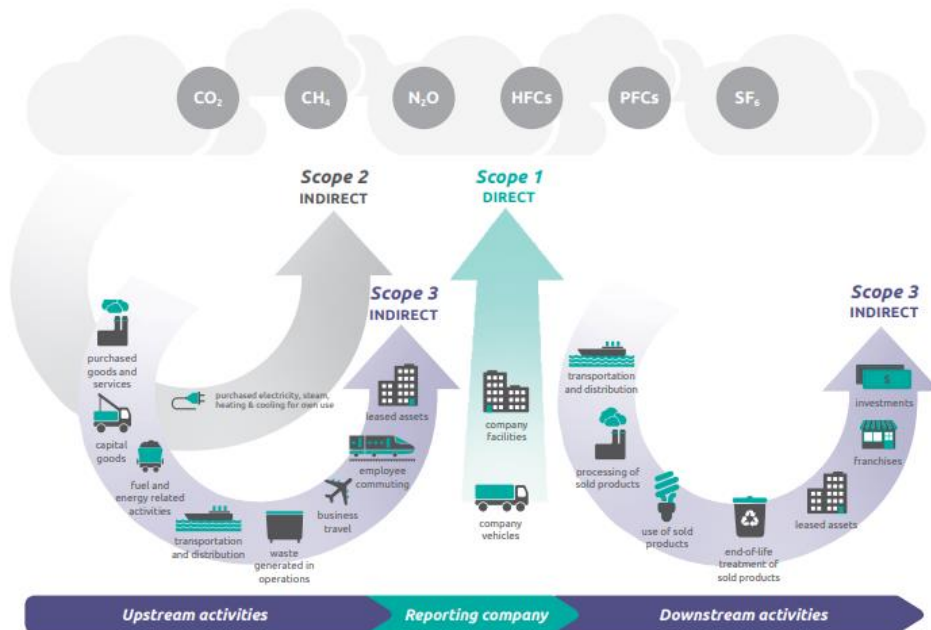 CO₂
CH₄
N₂O
HFCs
PFCs
SF₆
Scope 2
INDIRECT
Scope 1
DIRECT
Scope 3
INDIRECT
Scope 3
INDIRECT
purchased
goods and
services
capital
goods
fuel and
energy related
activities
transportation
and distribution
waste
generated in
operations
business
travel
employee
commuting
leased assets
purchased electricity, steam,
heating & cooling for own use
company
facilities
company
vehicles
transportation
and distribution
processing of
sold products
use of sold
products
end-of-life
treatment of
sold products
leased assets
franchises
$
investments
Upstream activities
Reporting company
Downstream activities